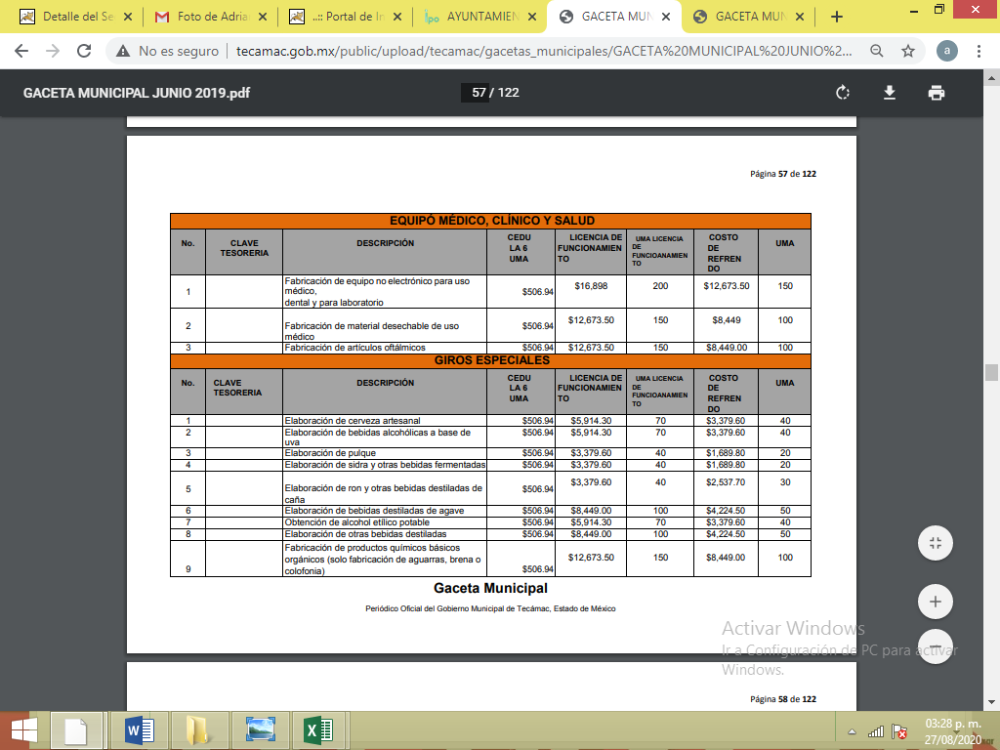 Detalle del Se
Foto de Adria
..:: Portal de In
AYUNTAMIEN
GACETA MUN
GACETA MUN
No es seguro
tecamac.gob.mx/public/upload/tecamac/gacetas_municipales/GACETA%20MUNICIPAL%20JUNIO%2...
a
GACETA MUNICIPAL JUNIO 2019.pdf
57 / 122
Página 57 de 122
EQUIPÓ MÉDICO, CLÍNICO Y SALUD
No. CLAVE TESORERIA DESCRIPCIÓN CEDU LA 6 UMA LICENCIA DE FUNCIONAMIEN TO UMA LICENCIA DE FUNCIOANAMIEN TO COSTO DE REFREN DO UMA
1 Fabricación de equipo no electrónico para uso médico, dental y para laboratorio $506.94 $16,898 200 $12,673.50 150
2 Fabricación de material desechable de uso médico $506.94 $12,673.50 150 $8,449 100
3 Fabricación de artículos oftálmicos $506.94 $12,673.50 150 $8,449.00 100
GIROS ESPECIALES
No. CLAVE TESORERIA DESCRIPCIÓN CEDU LA 6 UMA LICENCIA DE FUNCIONAMIEN TO UMA LICENCIA DE FUNCIOANAMIEN TO COSTO DE REFREN DO UMA
1 Elaboración de cerveza artesanal $506.94 $5,914.30 70 $3,379.60 40
2 Elaboración de bebidas alcohólicas a base de uva $506.94 $5,914.30 70 $3,379.60 40
3 Elaboración de pulque $506.94 $3,379.60 40 $1,689.80 20
4 Elaboración de sidra y otras bebidas fermentadas $506.94 $3,379.60 40 $1,689.80 20
5 Elaboración de ron y otras bebidas destiladas de caña $506.94 $3,379.60 40 $2,537.70 30
6 Elaboración de bebidas destiladas de agave $506.94 $8,449.00 100 $4,224.50 50
7 Obtención de alcohol etílico potable $506.94 $5,914.30 70 $3,379.60 40
8 Elaboración de otras bebidas destiladas $506.94 $8,449.00 100 $4,224.50 50
9 Fabricación de productos químicos básicos orgánicos (solo fabricación de aguarras, brena o colofonia) $506.94 $12,673.50 150 $8,449.00 100
Gaceta Municipal
Periódico Oficial del Gobierno Municipal de Tecámac, Estado de México
Activar Windows
Ir a Configuración de PC para activar
Windows.
Página 58 de 122
03:28 p. m.
27/08/2020